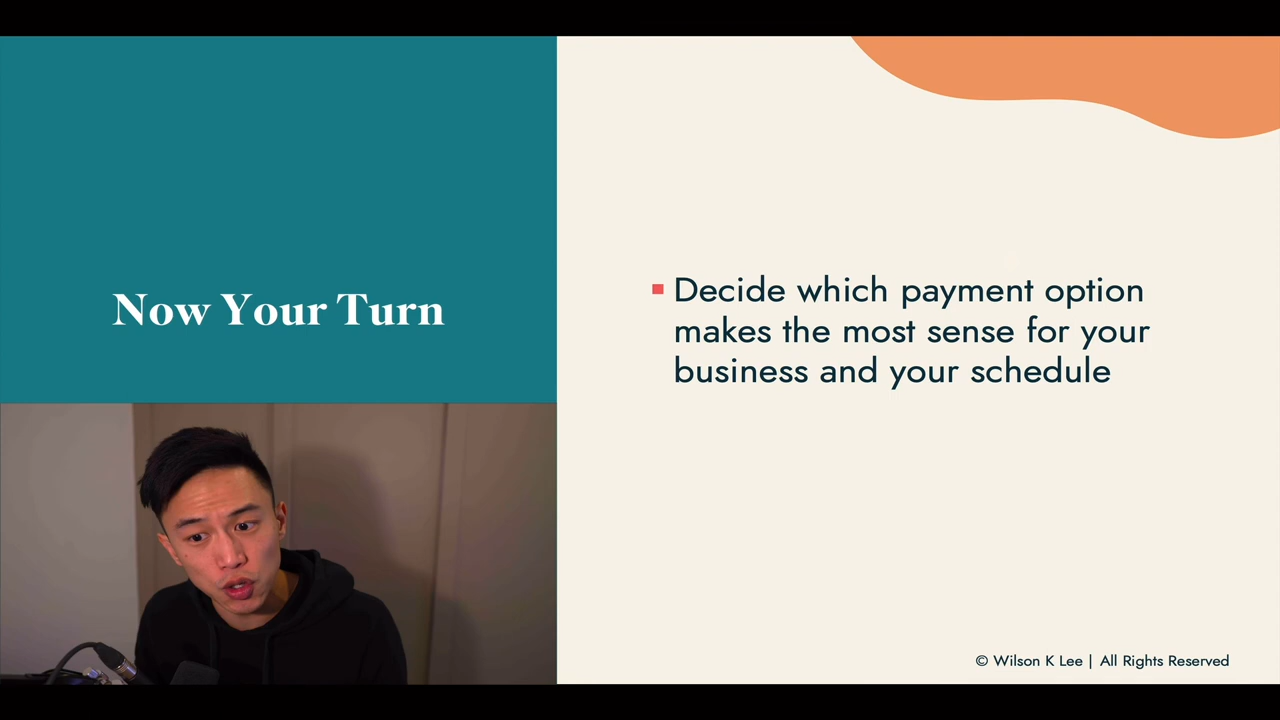 Now Your Turn
Decide which payment option
makes the most sense for your
business and your schedule
© Wilson K Lee | All Rights Reserved